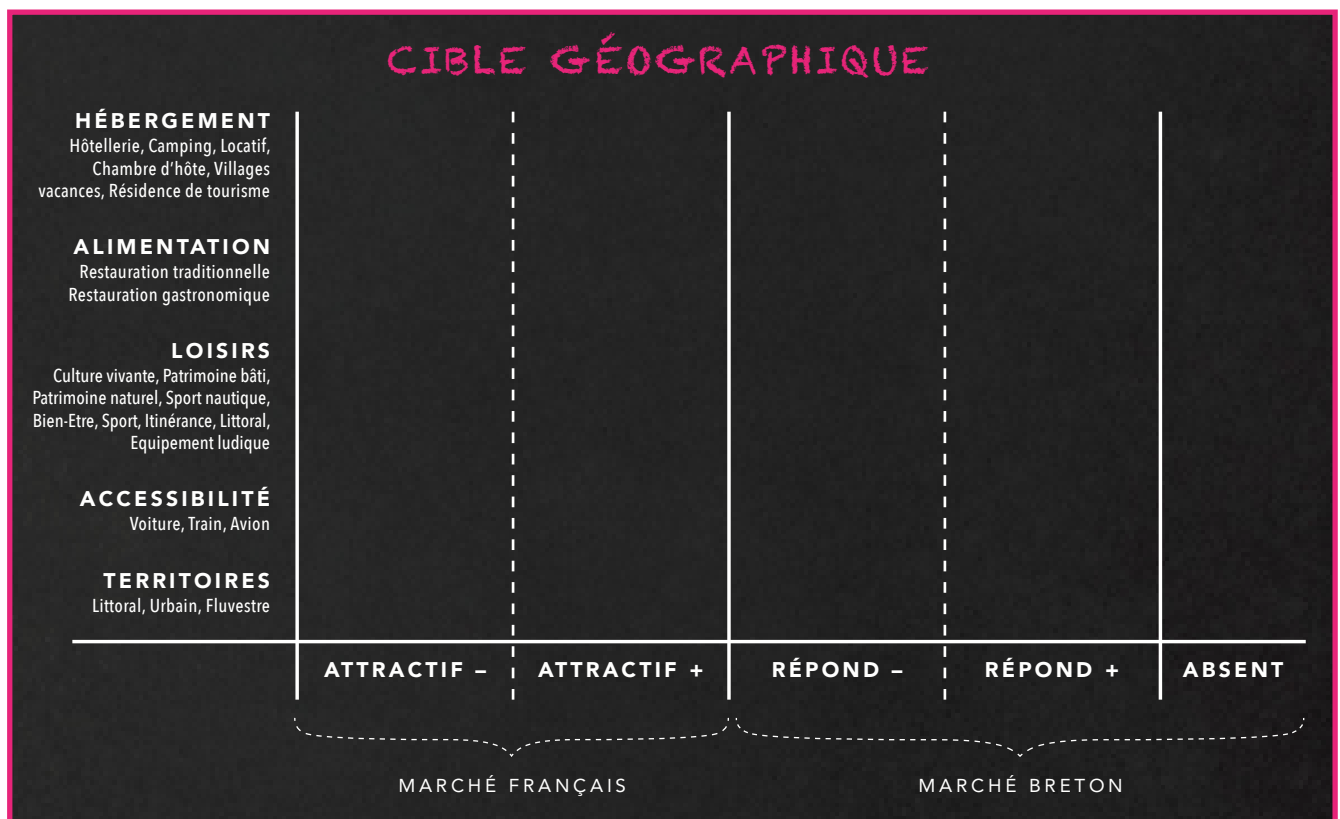 CIBLE GÉOGRAPHIQUE
HÉBERGEMENT
Hôtellerie, Camping, Locatif,
Chambre d'hôte, Villages
vacances, Résidence de tourisme
ALIMENTATION
Restauration traditionnelle
Restauration gastronomique
LOISIRS
Culture vivante, Patrimoine bâti,
Patrimoine naturel, Sport nautique,
Bien-Etre, Sport, Itinérance, Littoral,
Equipement ludique
ACCESSIBILITÉ
Voiture, Train, Avion
TERRITOIRES
Littoral, Urbain, Fluvestre
ATTRACTIF – ATTRACTIF + RÉPOND – RÉPOND + ABSENT
MARCHÉ FRANÇAIS MARCHÉ BRETON